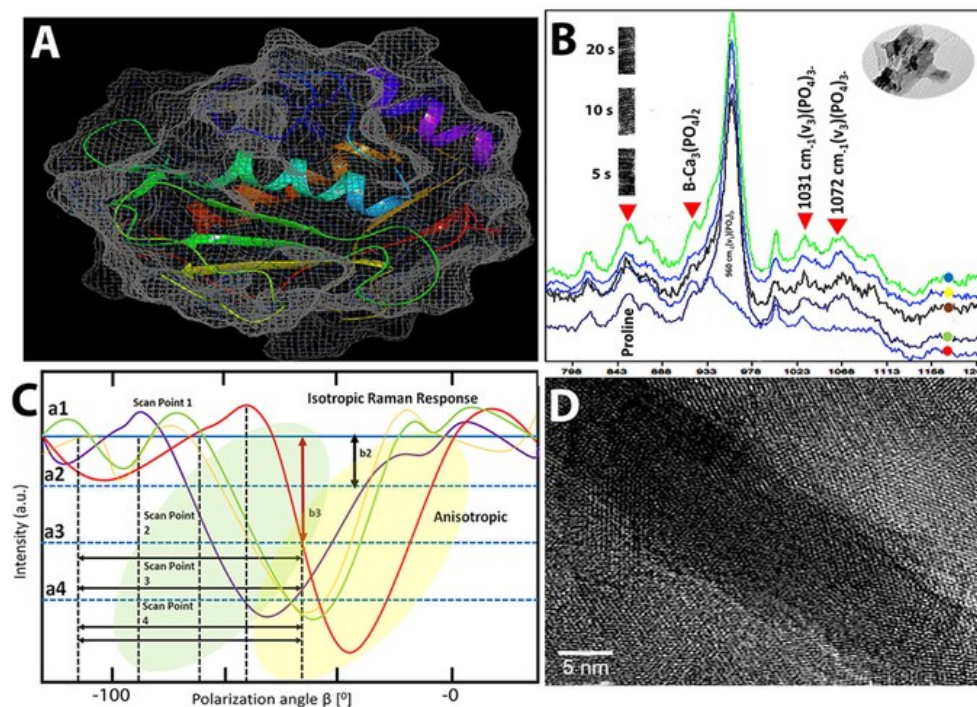 A
B
20 s
10 s
5 s
Proline
B-Ca3(PO4)2
960 cm-1(v1)(PO4)3-
1031 cm-1(v3)(PO4)3-
1072 cm-1(v3)(PO4)3-
798 843 888 933 978 1023 1068 1113 1168 120
C
a1
a2
a3
a4
Scan Point 1
Isotropic Raman Response
b2
b3
Anisotropic
Scan Point
2
Scan Point
3
Scan Point
4
Intensity (a.u.)
-100
-0
Polarization angle β [⁰]
D
5 nm